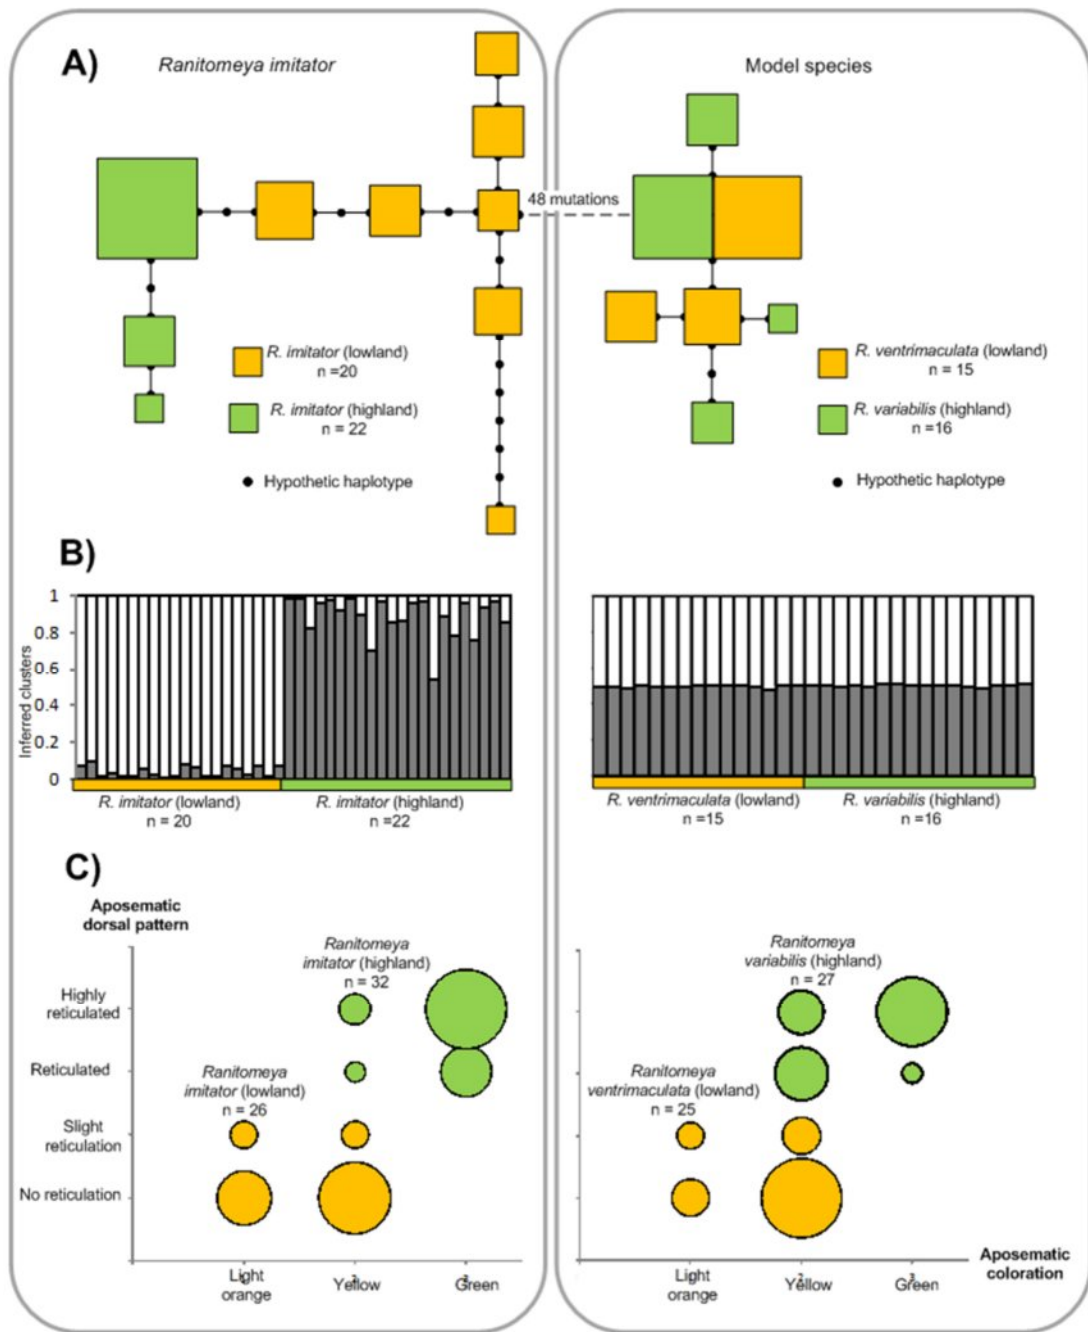 A)
Ranitomeya imitator
Model species
48 mutations
R. imitator (lowland)
n =20
R. imitator (highland)
n = 22
Hypothetic haplotype
R. ventrimaculata (lowland)
n = 15
R. variabilis (highland)
n =16
Hypothetic haplotype
B)
Inferred clusters
1
0.8
0.6
0.4
0.2
0
R. imitator (lowland)
n = 20
R. imitator (highland)
n =22
R. ventrimaculata (lowland)
n =15
R. variabilis (highland)
n =16
C)
Aposematic
dorsal pattern
Highly
reticulated
Reticulated
Slight
reticulation
No reticulation
Ranitomeya
imitator (highland)
n = 32
Ranitomeya
imitator (lowland)
n = 26
Ranitomeya
variabilis (highland)
n = 27
Ranitomeya
ventrimaculata (lowland)
n = 25
Light
orange
Yellow
Green
Light
orange
Yellow
Green
Aposematic
coloration